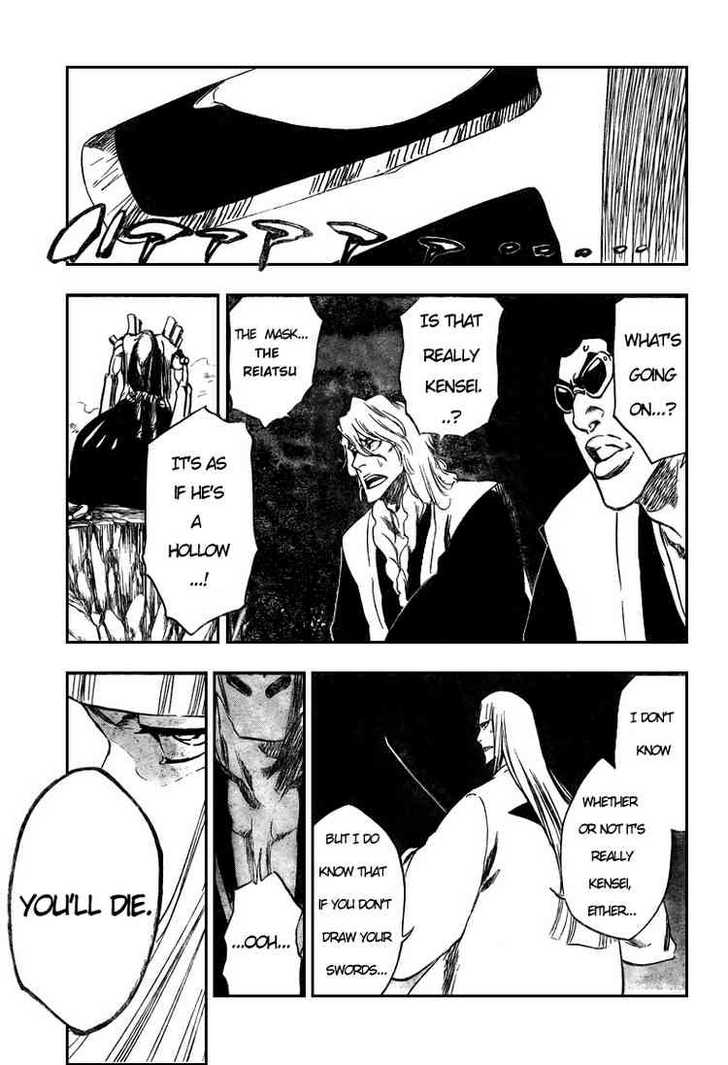 WHAT'S
GOING
ON...?
IS THAT
REALLY
KENSEI.
..?
THE MASK...
THE
REIATSU
IT'S AS
IF HE'S
A
HOLLOW
...!
I DON'T
KNOW
WHETHER
OR NOT IT'S
REALLY
KENSEI,
EITHER...
BUT I DO
KNOW THAT
IF YOU DON'T
DRAW YOUR
SWORDS...
...OOH...
YOU'LL DIE.